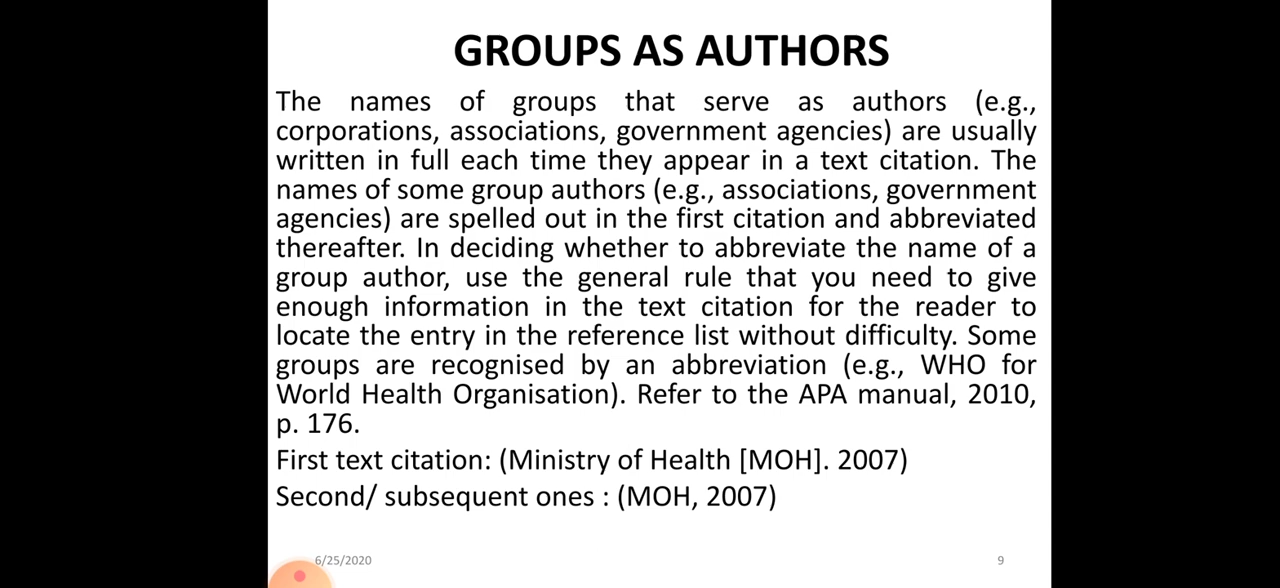 GROUPS AS AUTHORS
The names of groups that serve as authors (e.g.,
corporations, associations, government agencies) are usually
written in full each time they appear in a text citation. The
names of some group authors (e.g., associations, government
agencies) are spelled out in the first citation and abbreviated
thereafter. In deciding whether to abbreviate the name of a
group author, use the general rule that you need to give
enough information in the text citation for the reader to
locate the entry in the reference list without difficulty. Some
groups are recognised by an abbreviation (e.g., WHO for
World Health Organisation). Refer to the APA manual, 2010,
p. 176.
First text citation: (Ministry of Health [MOH]. 2007)
Second/ subsequent ones : (MOH, 2007)
6/25/2020
9